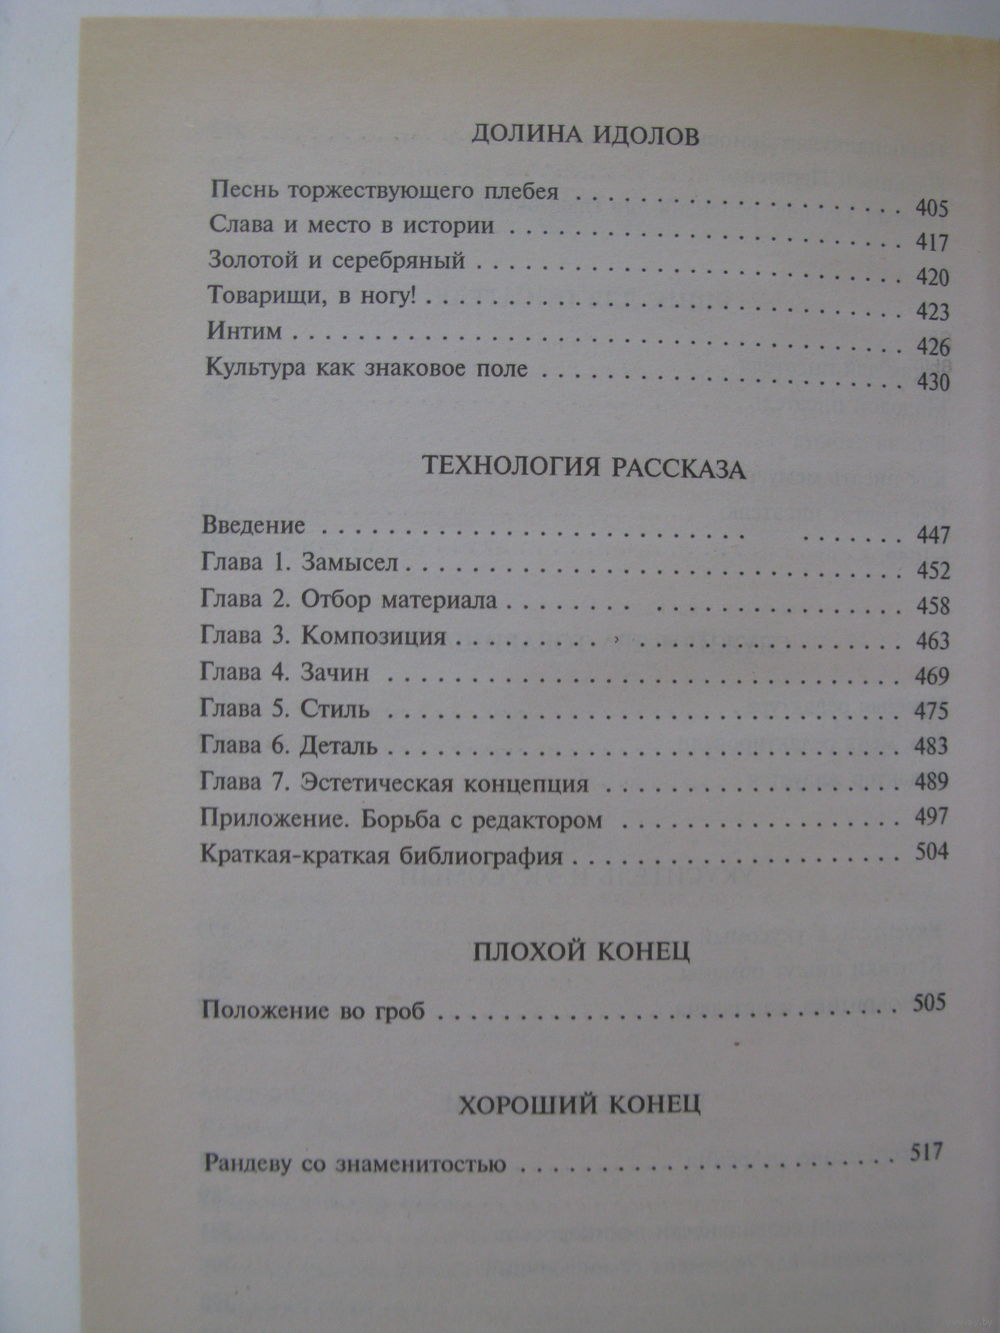 ДОЛИНА ИДОЛОВ
Песнь торжествующего плебея . . . . . . . . . . . . . . . . . . . . . 405
Слава и место в истории . . . . . . . . . . . . . . . . . . . . . . . . . 417
Золотой и серебряный . . . . . . . . . . . . . . . . . . . . . . . . . . . 420
Товарищи, в ногу! . . . . . . . . . . . . . . . . . . . . . . . . . . . . . . 423
Интим . . . . . . . . . . . . . . . . . . . . . . . . . . . . . . . . . . . . . . 426
Культура как знаковое поле . . . . . . . . . . . . . . . . . . . . . . . 430
ТЕХНОЛОГИЯ РАССКАЗА
Введение . . . . . . . . . . . . . . . . . . . . . . . . . . . . . . . . . 447
Глава 1. Замысел . . . . . . . . . . . . . . . . . . . . . . . . . . . . . . . 452
Глава 2. Отбор материала . . . . . . . . . . . . . . . . . . . . . . . 458
Глава 3. Композиция . . . . . . . . . . . . . . . . . . . . . . . . . . 463
Глава 4. Зачин . . . . . . . . . . . . . . . . . . . . . . . . . . . . . . . . 469
Глава 5. Стиль . . . . . . . . . . . . . . . . . . . . . . . . . . . . . . . . 475
Глава 6. Деталь . . . . . . . . . . . . . . . . . . . . . . . . . . . . . . . . 483
Глава 7. Эстетическая концепция . . . . . . . . . . . . . . . . . . . 489
Приложение. Борьба с редактором . . . . . . . . . . . . . . . . . . 497
Краткая-краткая библиография . . . . . . . . . . . . . . . . . . . . . 504
ПЛОХОЙ КОНЕЦ
Положение во гроб . . . . . . . . . . . . . . . . . . . . . . . . . . . . . 505
ХОРОШИЙ КОНЕЦ
Рандеву со знаменитостью . . . . . . . . . . . . . . . . . . . . . . . . 517